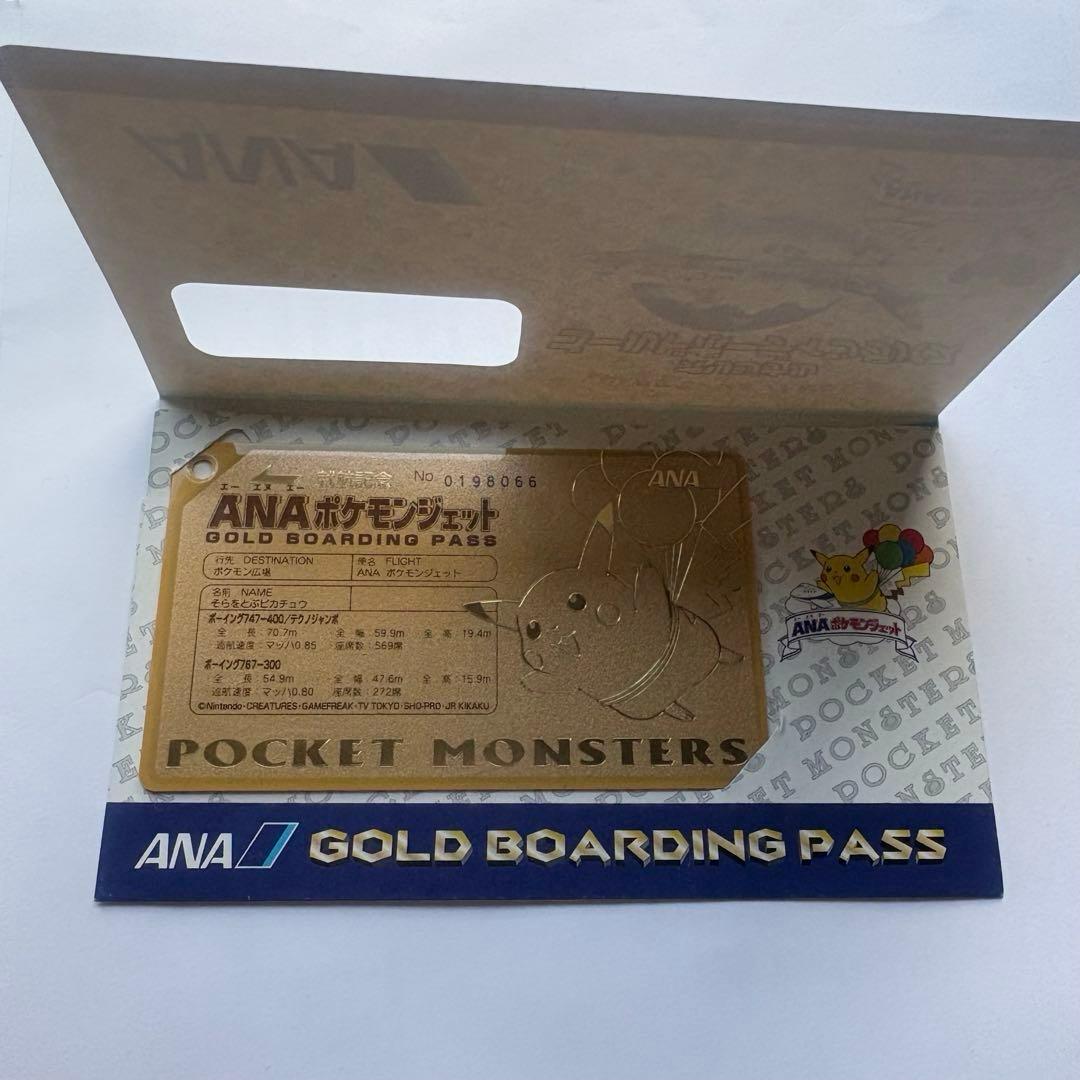 No 0198066
就航記念
エー エヌ エー
ANAポケモンジェット
GOLD BOARDING PASS
行先 DESTINATION
ポケモン広場
便名 FLIGHT
ANA ポケモンジェット
名前 NAME
そらをとぶピカチュウ
ボーイング747-400/テクノジャンボ
全 長:70.7m 全 幅 59.9m 全 高:19.4m
巡航速度:マッハ0.85 座席数:569席
ボーイング767-300
全 長:54.9m 全 幅 47.6m 全 高:15.9m
巡航速度:マッハ0.80 座席数:272席
©Nintendo・CREATURES・GAMEFREAK・TV TOKYO・SHO-PRO・JR KIKAKU
ANA
POCKET MONSTERS
ANAポケモンジェット
POCKET MONSTERS
ANA GOLD BOARDING PASS
ANA